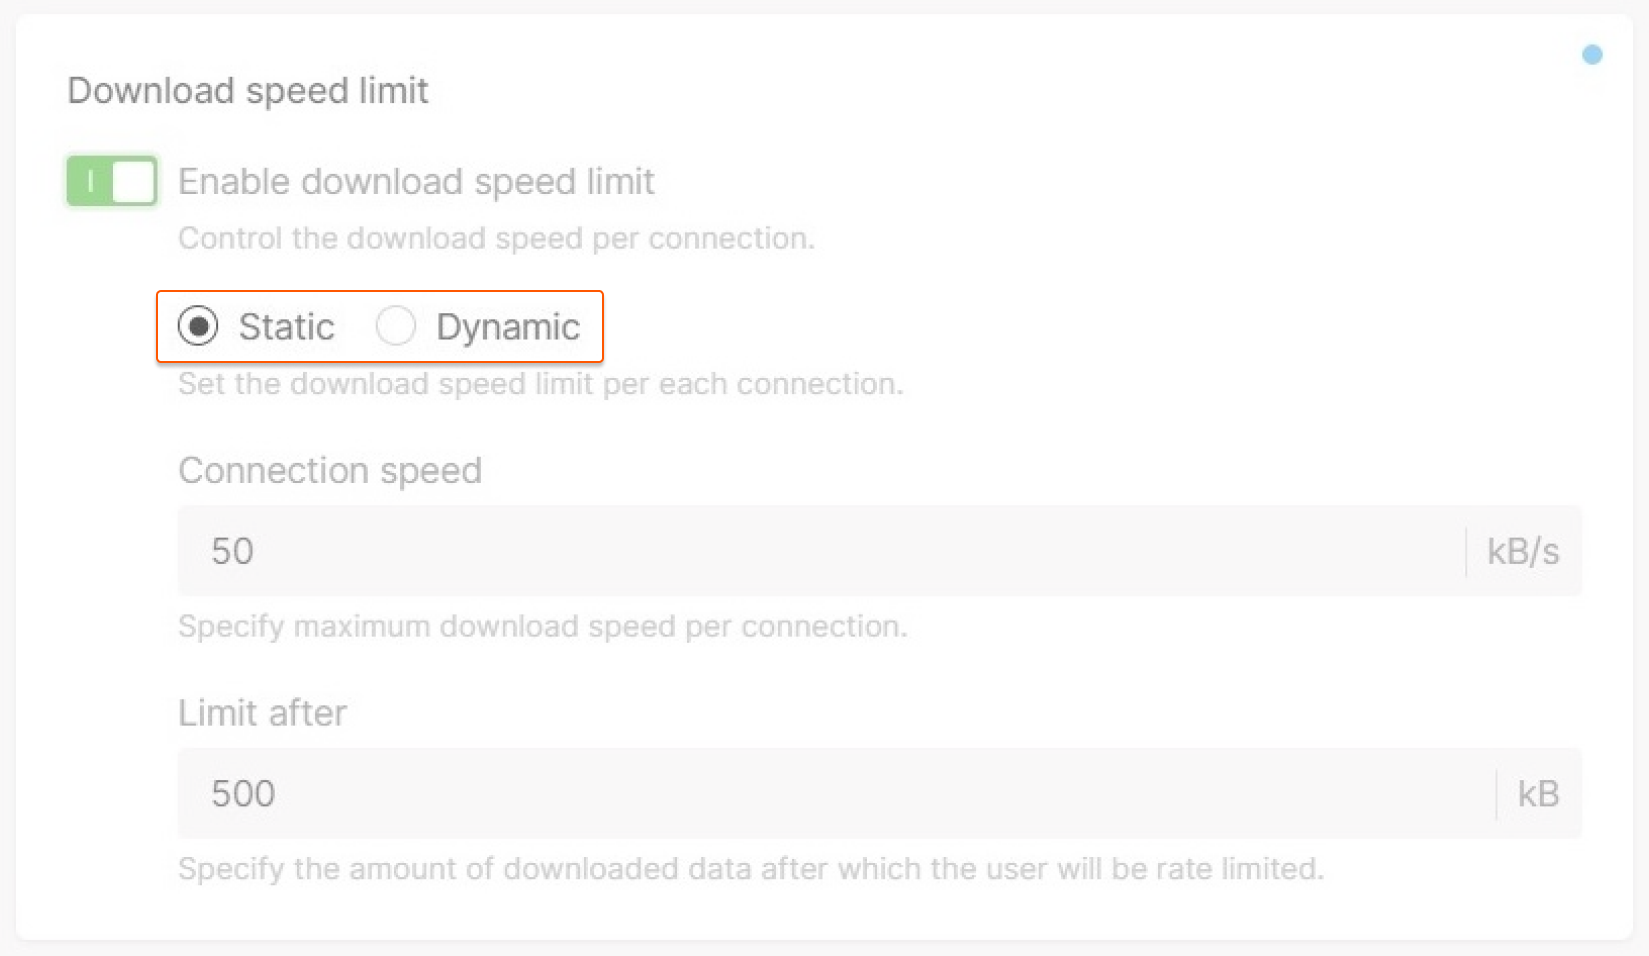 Download speed limit
Enable download speed limit
Control the download speed per connection.
Static Dynamic
Set the download speed limit per each connection.
Connection speed
50 kB/s
Specify maximum download speed per connection.
Limit after
500 kB
Specify the amount of downloaded data after which the user will be rate limited.